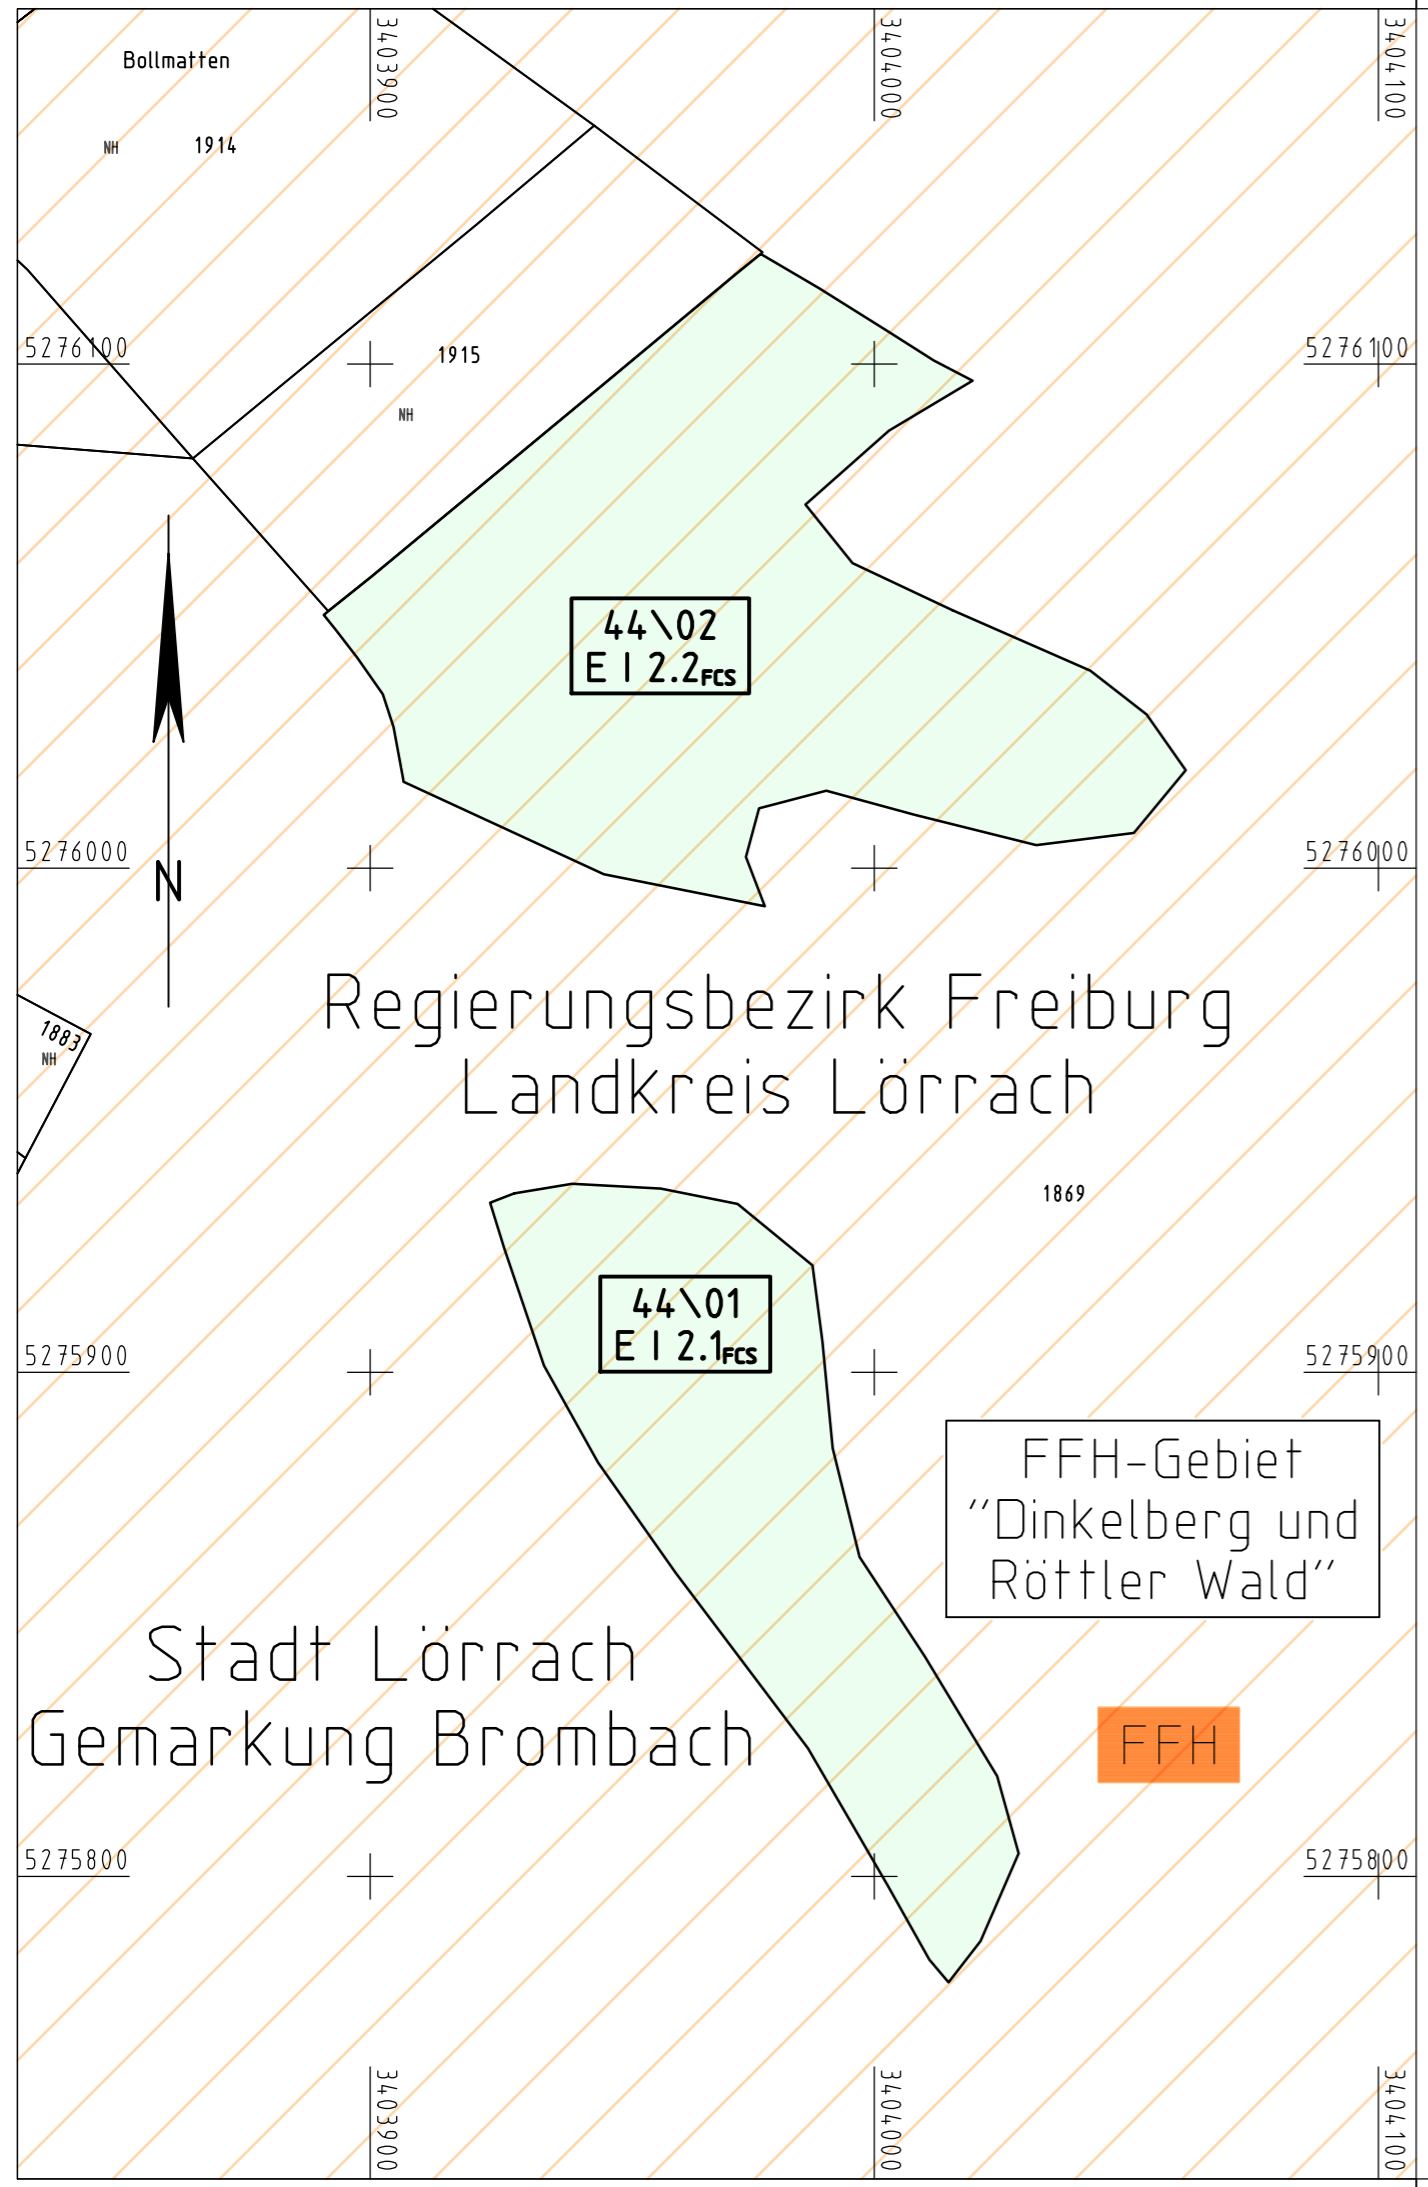 3403900
3404000
3404100
Bollmatten
NH
1914
5276100
1915
5276100
NH
44\02
E I 2.2FCS
5276000
5276000
N
Regierungsbezirk Freiburg
Landkreis Lörrach
1883
NH
1869
44\01
E I 2.1FCS
5275900
5275900
FFH-Gebiet
"Dinkelberg und
Röttler Wald"
Stadt Lörrach
Gemarkung Brombach
FFH
5275800
5275800
3403900
3404000
3404100